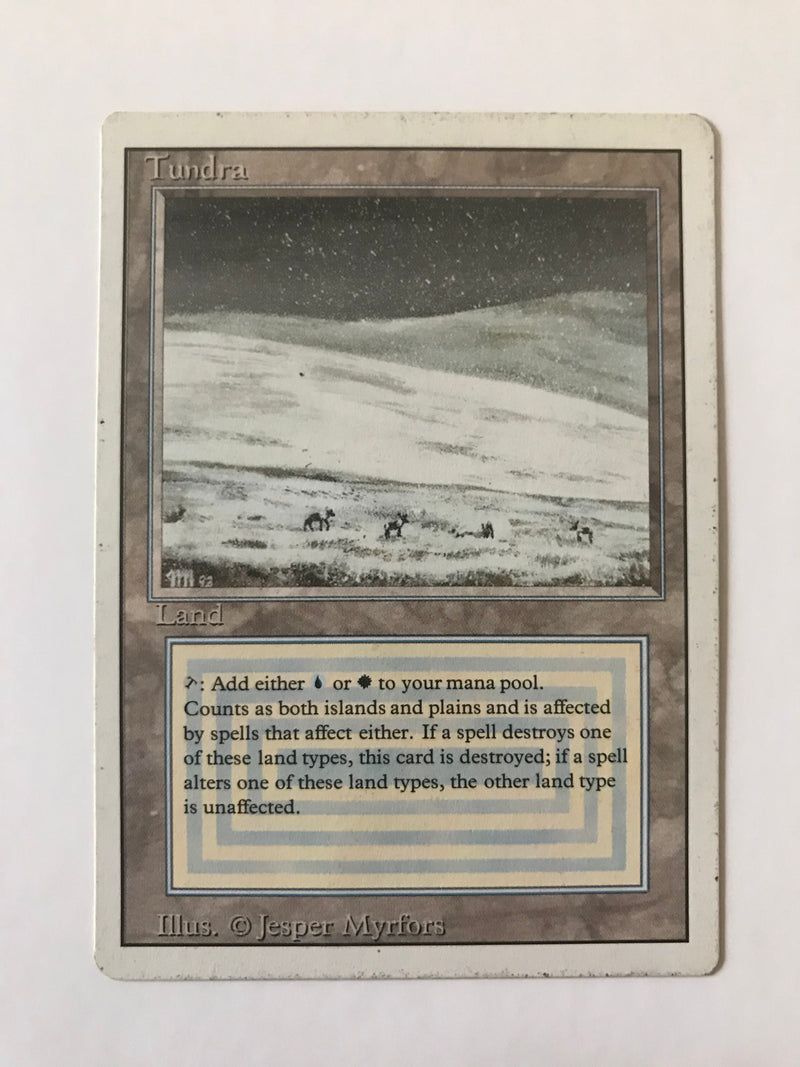 Tundra
JM 93
Land
: Add either or to your mana pool.
Counts as both islands and plains and is affected
by spells that affect either. If a spell destroys one
of these land types, this card is destroyed; if a spell
alters one of these land types, the other land type
is unaffected.
Illus. © Jesper Myrfors